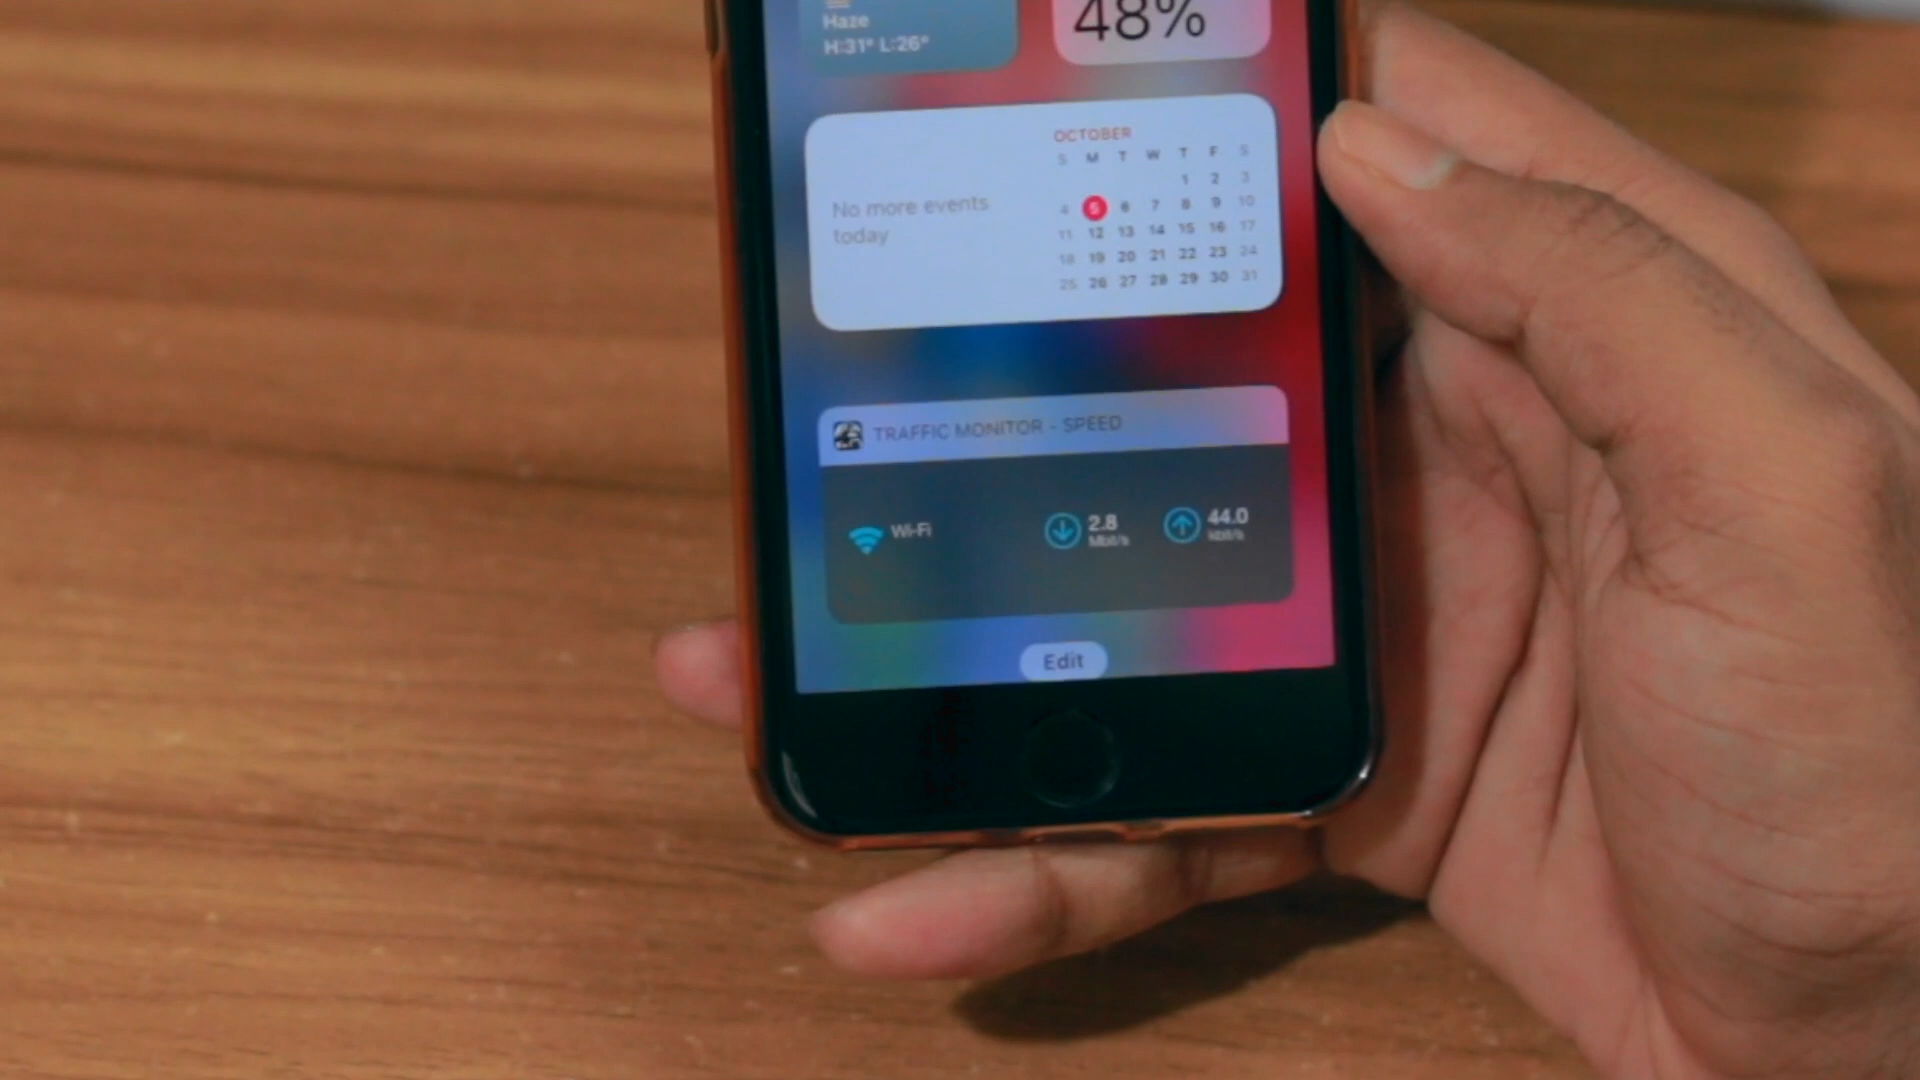 Haze
H:31° L:26°
48%
No more events
today
OCTOBER
S M T W T F S
1 2 3
4 5 6 7 8 9 10
11 12 13 14 15 16 17
18 19 20 21 22 23 24
25 26 27 28 29 30 31
TRAFFIC MONITOR - SPEED
Wi-Fi
2.8
Mbit/s
44.0
kbit/s
Edit